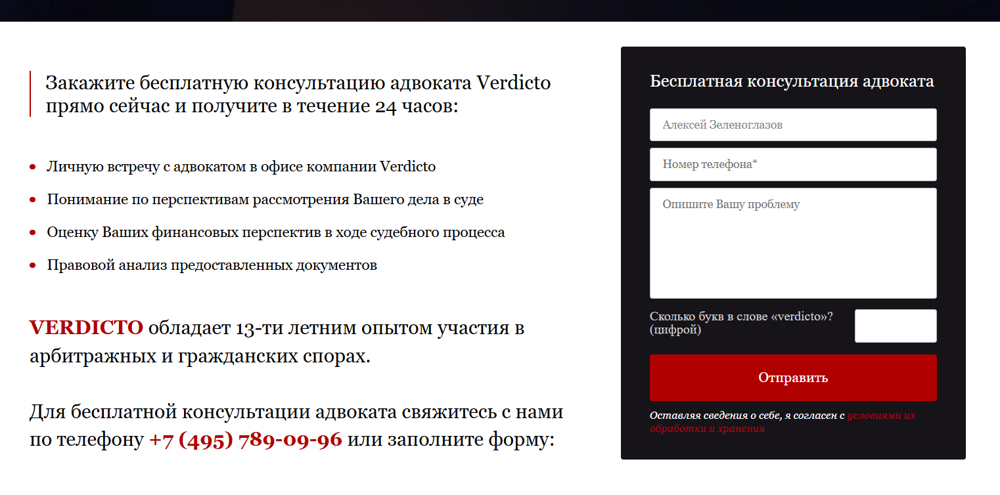 Закажите бесплатную консультацию адвоката Verdicto
прямо сейчас и получите в течение 24 часов:
Личную встречу с адвокатом в офисе компании Verdicto
Понимание по перспективам рассмотрения Вашего дела в суде
Оценку Ваших финансовых перспектив в ходе судебного процесса
Правовой анализ предоставленных документов
VERDICTO обладает 13-ти летним опытом участия в
арбитражных и гражданских спорах.
Для бесплатной консультации адвоката свяжитесь с нами
по телефону +7 (495) 789-09-96 или заполните форму:
Бесплатная консультация адвоката
Алексей Зеленоглазов
Номер телефона*
Опишите Вашу проблему
Сколько букв в слове «verdicto»?
(цифрой)
Отправить
Оставляя сведения о себе, я согласен с условиями их
обработки и хранения